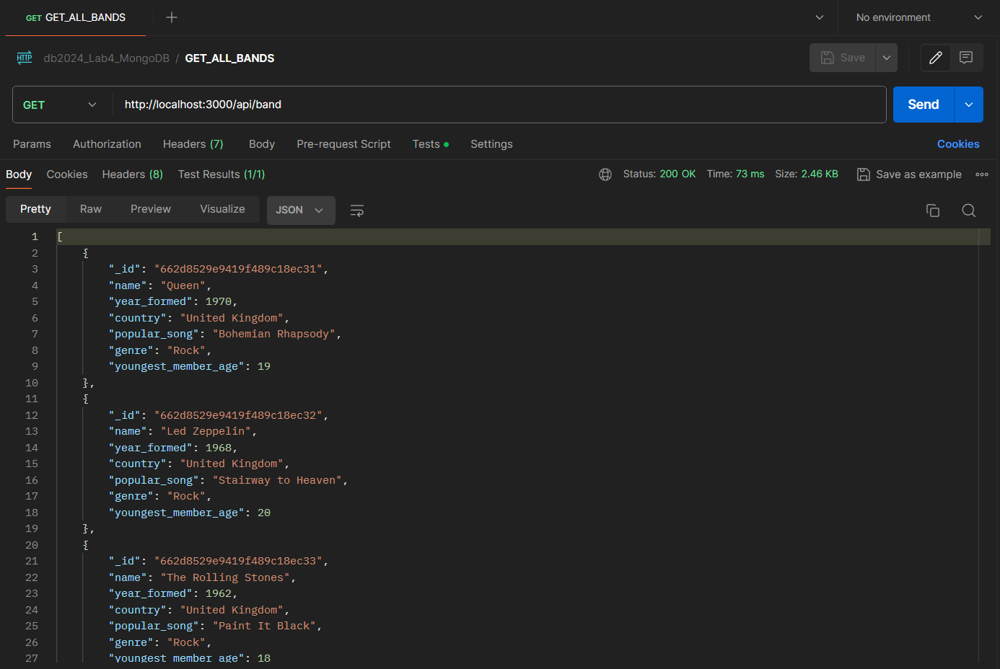 GET GET_ALL_BANDS
No environment
HTTP db2024_Lab4_MongoDB / GET_ALL_BANDS
Save
GET http://localhost:3000/api/band
Send
Params Authorization Headers (7) Body Pre-request Script Tests Settings
Cookies
Body Cookies Headers (8) Test Results (1/1)
Status: 200 OK Time: 73 ms Size: 2.46 KB Save as example
Pretty Raw Preview Visualize JSON
1 [
2 {
3 "_id": "662d8529e9419f489c18ec31",
4 "name": "Queen",
5 "year_formed": 1970,
6 "country": "United Kingdom",
7 "popular_song": "Bohemian Rhapsody",
8 "genre": "Rock",
9 "youngest_member_age": 19
10 },
11 {
12 "_id": "662d8529e9419f489c18ec32",
13 "name": "Led Zeppelin",
14 "year_formed": 1968,
15 "country": "United Kingdom",
16 "popular_song": "Stairway to Heaven",
17 "genre": "Rock",
18 "youngest_member_age": 20
19 },
20 {
21 "_id": "662d8529e9419f489c18ec33",
22 "name": "The Rolling Stones",
23 "year_formed": 1962,
24 "country": "United Kingdom",
25 "popular_song": "Paint It Black",
26 "genre": "Rock",
27 "youngest_member_age": 18